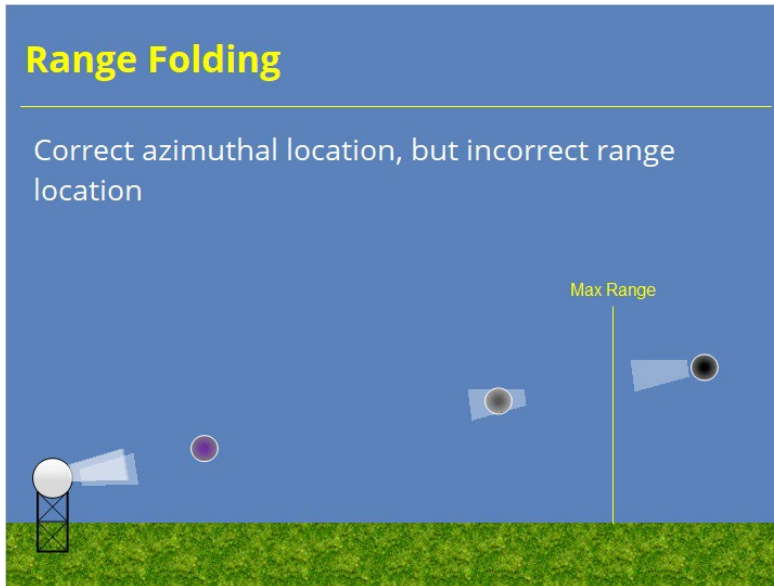 Range Folding
Correct azimuthal location, but incorrect range
location
Max Range